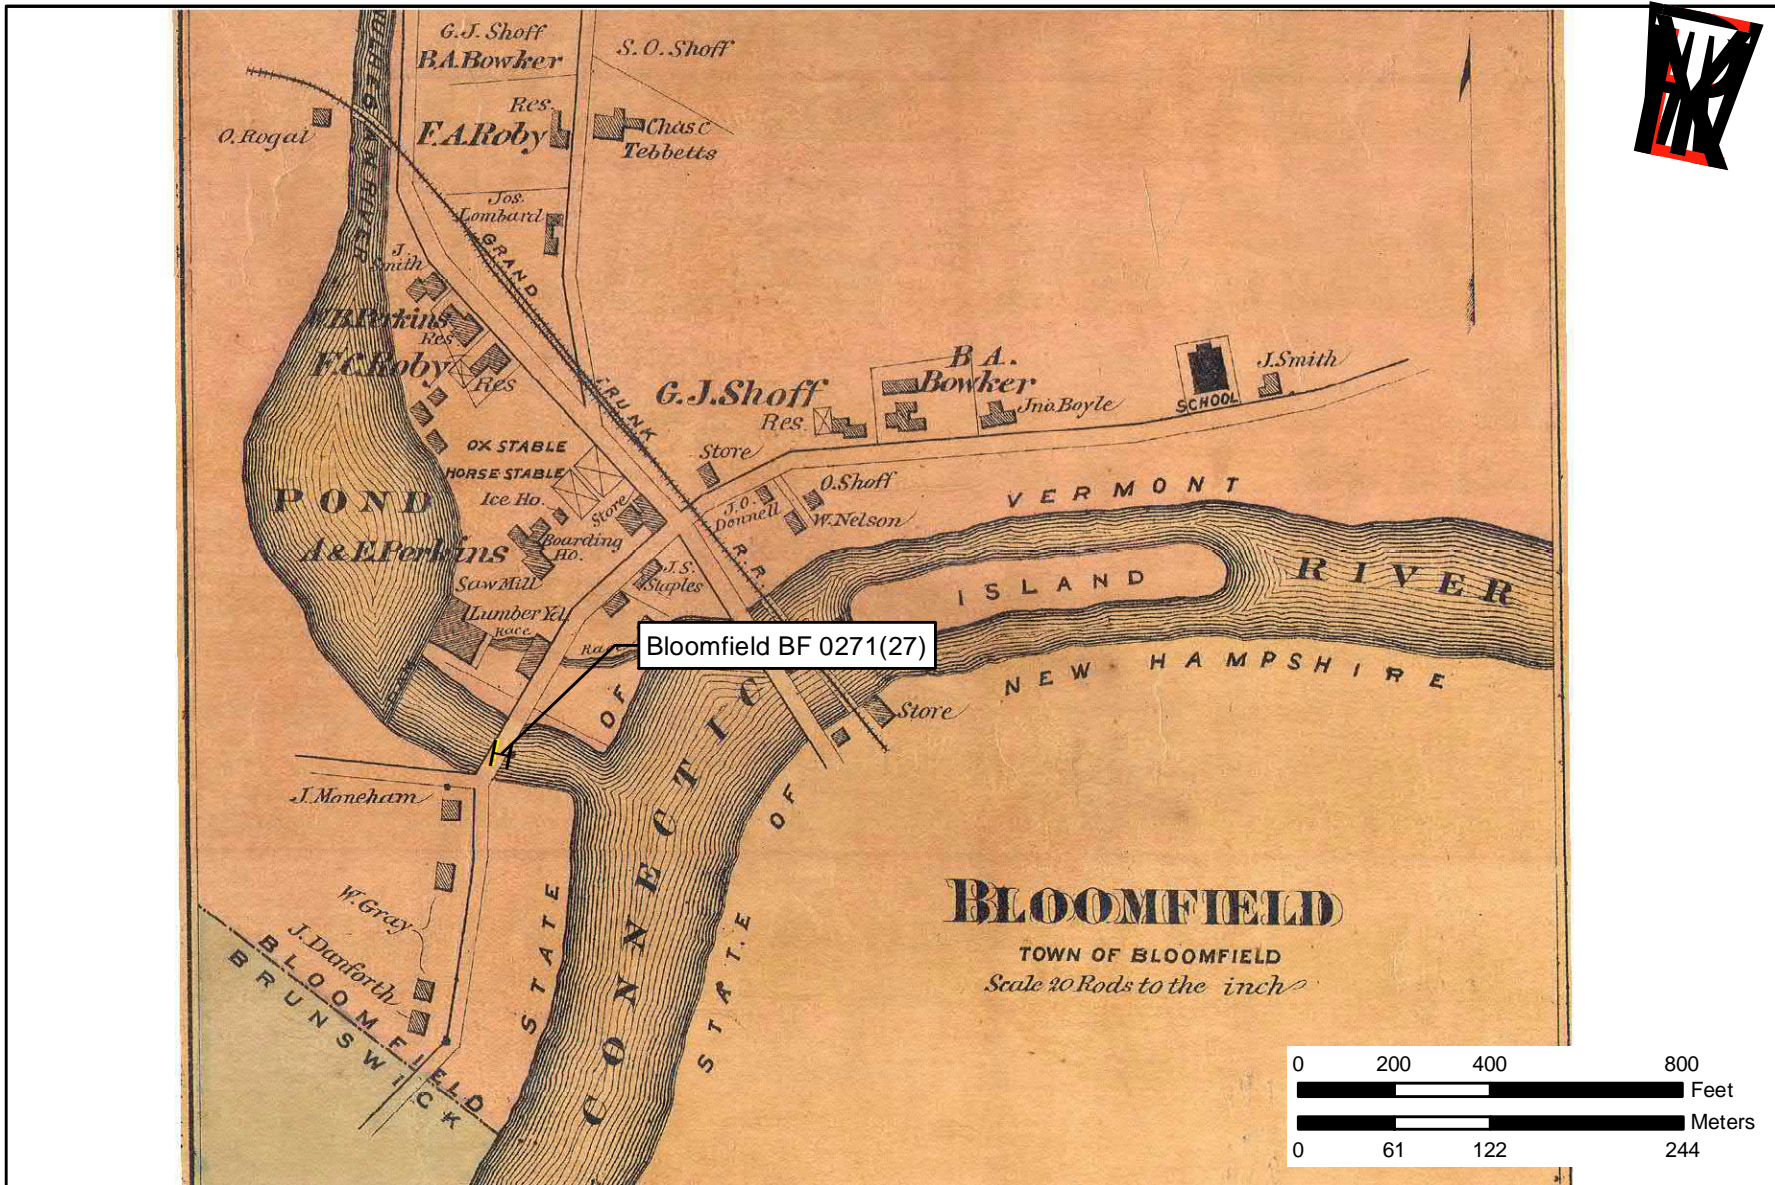 G.J. Shoff
B.A.Bowker
S.O.Shoff
O.Rogal
Res.
F.A.Roby
Chas C
Tebbetts
Jos.
Lombard
J.
Smith
GRAND
TRUNK
R.R.
W.B.Perkins
Res.
F.C.Roby
Res
G.J.Shoff
Res.
B A.
Bowker
Jno Boyle
SCHOOL
J.Smith
OX STABLE
HORSE STABLE
Ice Ho.
Store
Store
O.Shoff
J.O.
Donnell
W.Nelson
POND
A & E.Perkins
Boarding
Ho.
Saw Mill
J.S.
Staples
Lumber Yd.
Race
VERMONT
ISLAND
RIVER
NEW HAMPSHIRE
Bloomfield BF 0271(27)
OF
Store
CONNECTIC
OF
J.Moneham
W.Gray
J.Danforth
STATE
STATE
BLOOMFIELD
BRUNSWICK
BLOOMFIELD
TOWN OF BLOOMFIELD
Scale 20 Rods to the inch
0 200 400 800
Feet
Meters
0 61 122 244